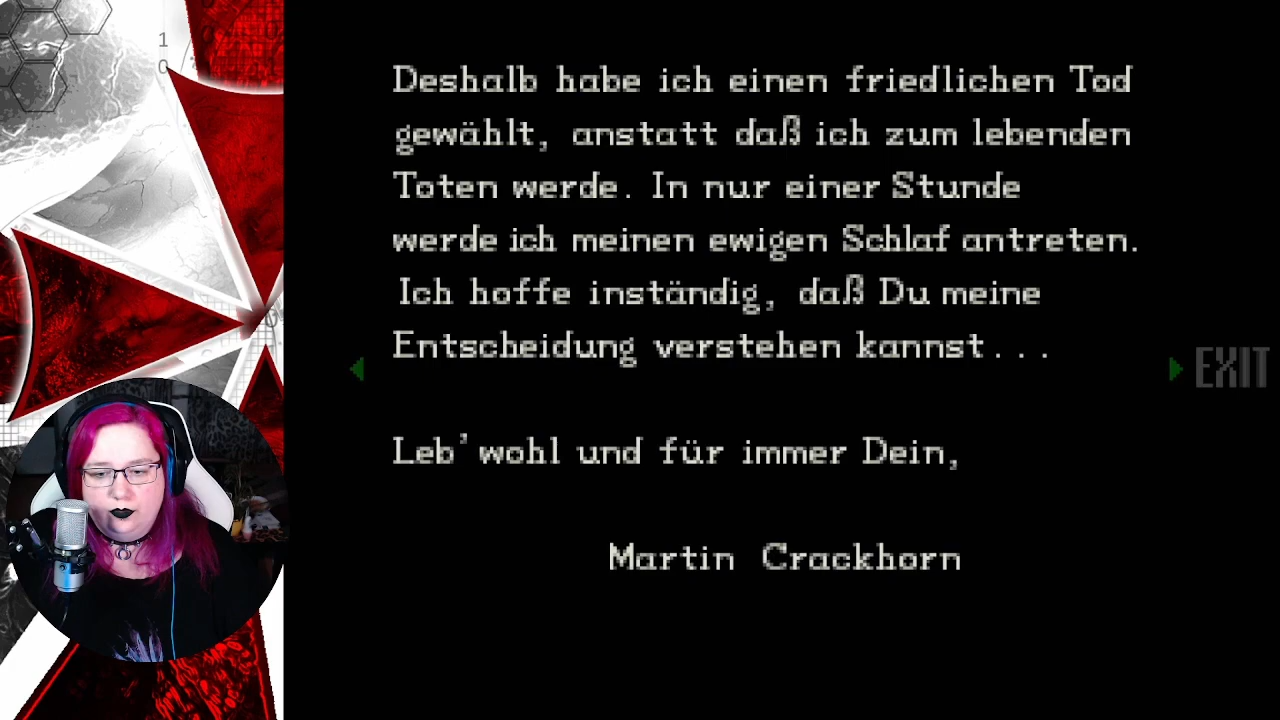 1
0
Deshalb habe ich einen friedlichen Tod
gewählt, anstatt daß ich zum lebenden
Toten werde. In nur einer Stunde
werde ich meinen ewigen Schlaf antreten.
Ich hoffe inständig, daß Du meine
Entscheidung verstehen kannst...
EXIT
Leb' wohl und für immer Dein,
Martin Crackhorn